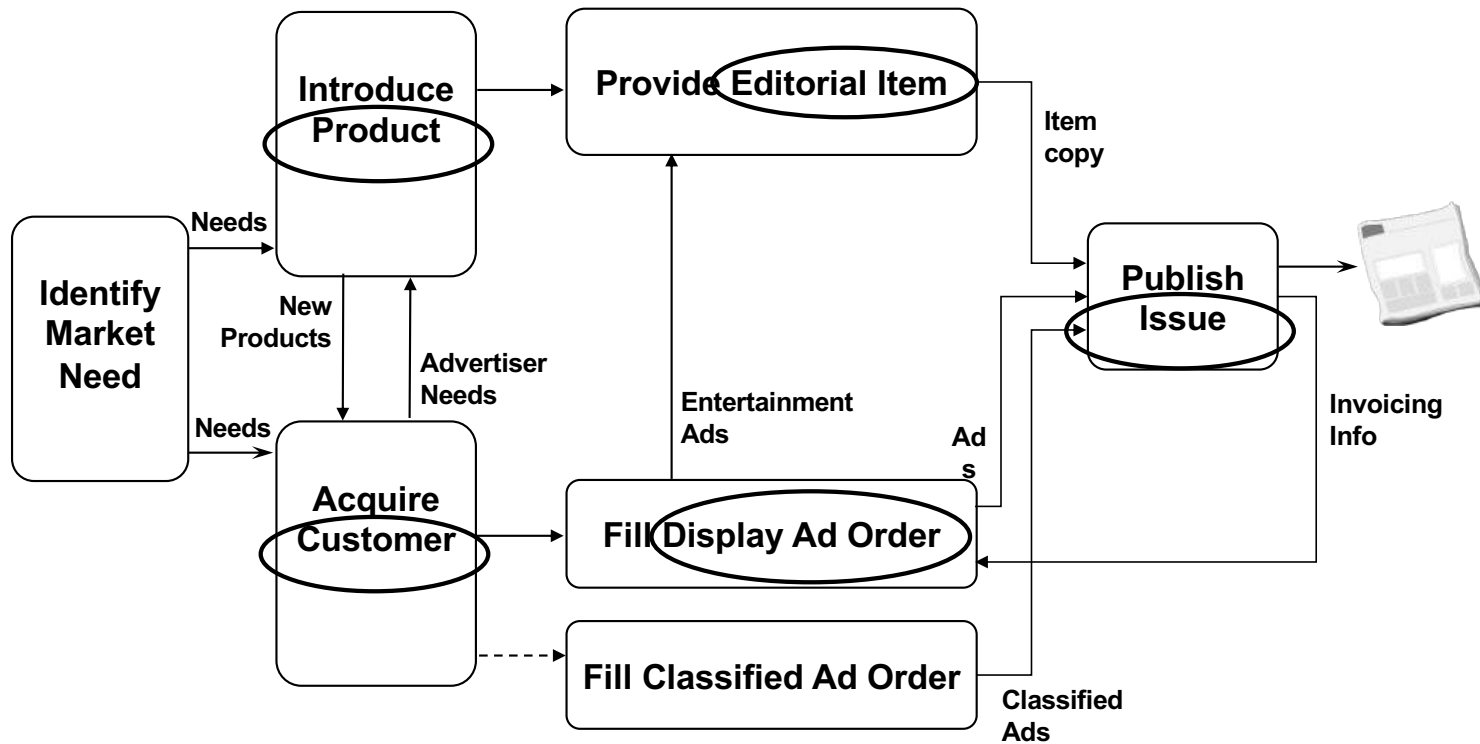 Introduce
Product
Provide Editorial Item
Item
copy
Needs
Identify
Market
Need
New
Products
Advertiser
Needs
Publish
Issue
Needs
Entertainment
Ads
Ad
s
Invoicing
Info
Acquire
Customer
Fill Display Ad Order
Fill Classified Ad Order
Classified
Ads